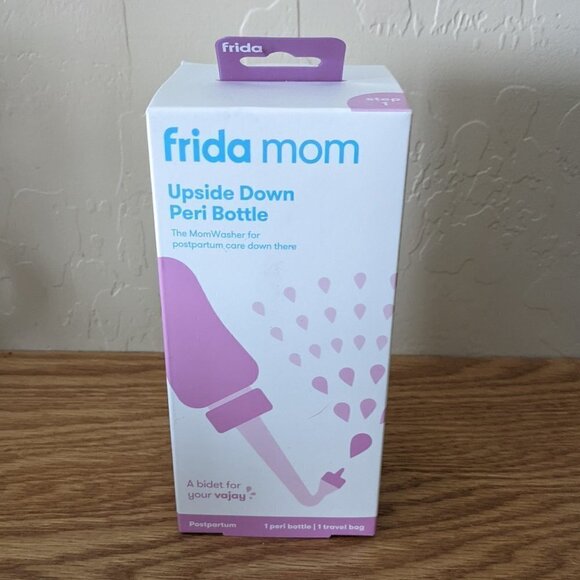 frida
step
1
frida mom
Upside Down
Peri Bottle
The MomWasher for
postpartum care down there
A bidet for
your vajay
Postpartum
1 peri bottle | 1 travel bag